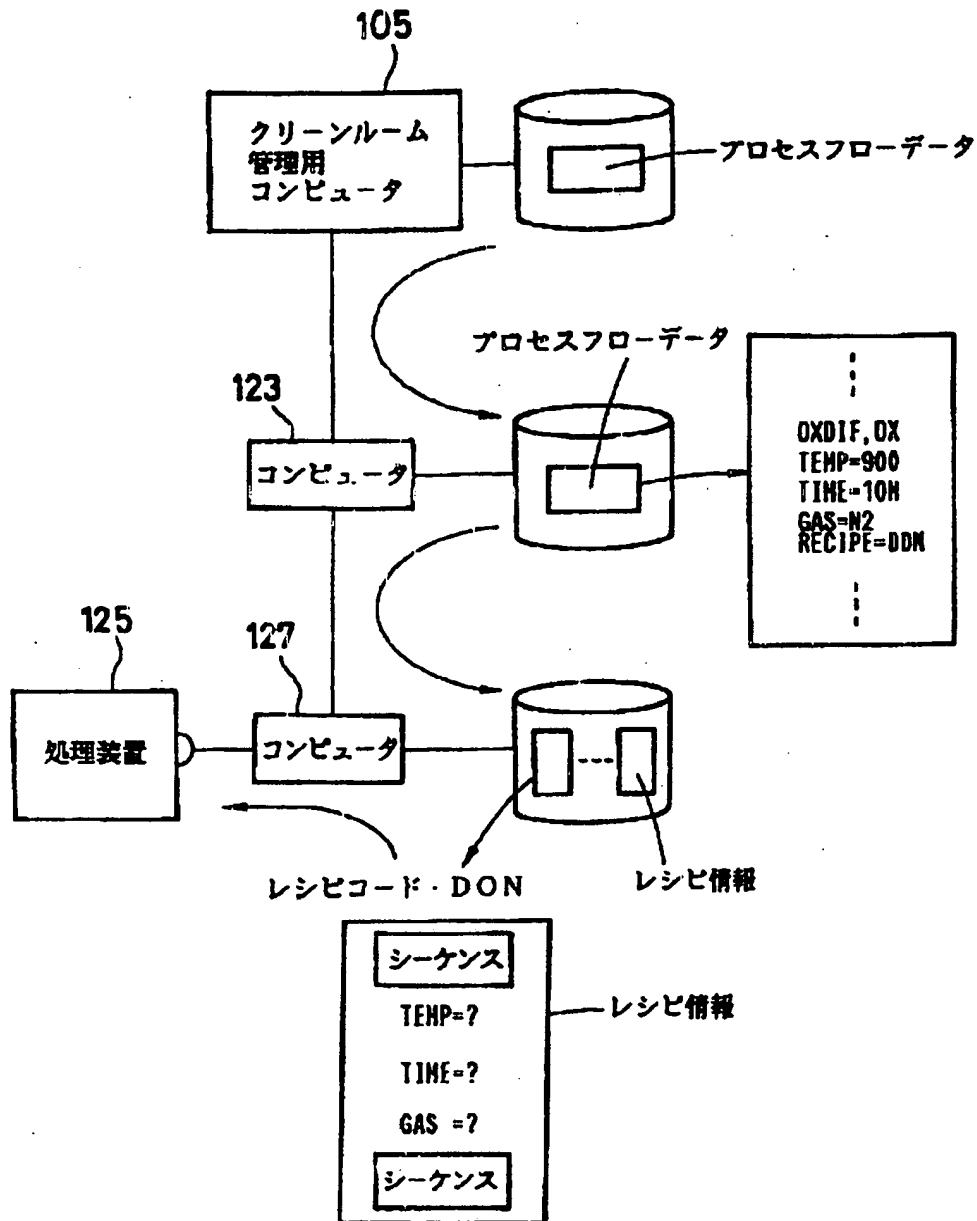 105
クリーンルーム
管理用
コンピュータ
プロセスフローデータ
プロセスフローデータ
123
コンピュータ
OXDIF,OX
TEMP=900
TIME=10M
GAS=N2
RECIPE=DDN
125
127
処理装置
コンピュータ
レシピコード・DON
レシピ情報
シーケンス
TEMP=?
TIME=?
GAS =?
シーケンス
レシピ情報